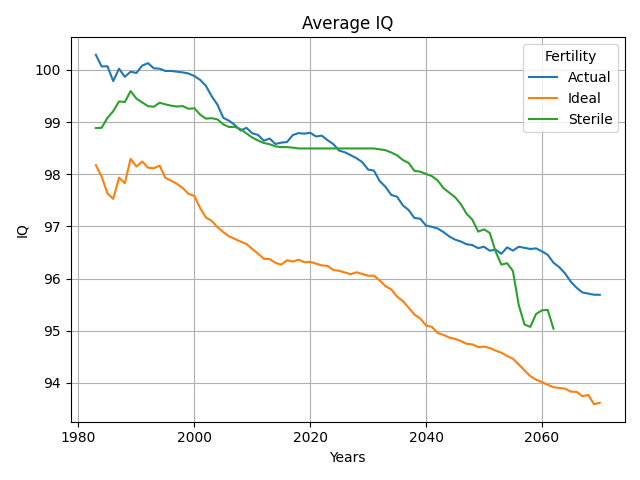 Average IQ
Fertility
Actual
Ideal
Sterile
100
99
98
97
96
95
94
IQ
1980
2000
2020
2040
2060
Years